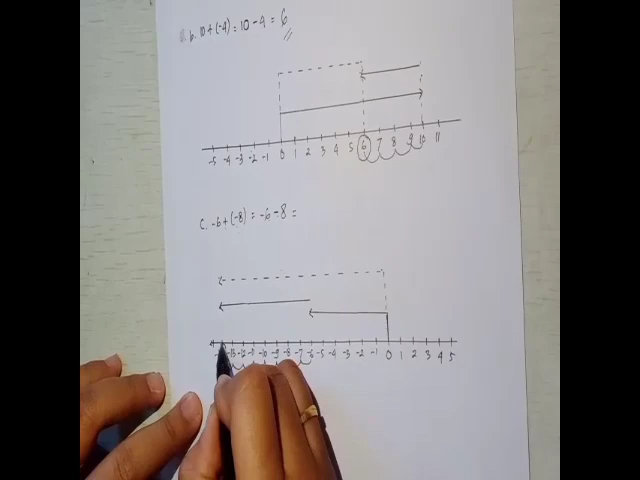 b. 10 + (-4) = 10 - 4 = 6
-5 -4 -3 -2 -1 0 1 2 3 4 5 6 7 8 9 10 11
c. -6 + (-8) = -6 - 8 =
-13 -12 -11 -10 -9 -8 -7 -6 -5 -4 -3 -2 -1 0 1 2 3 4 5